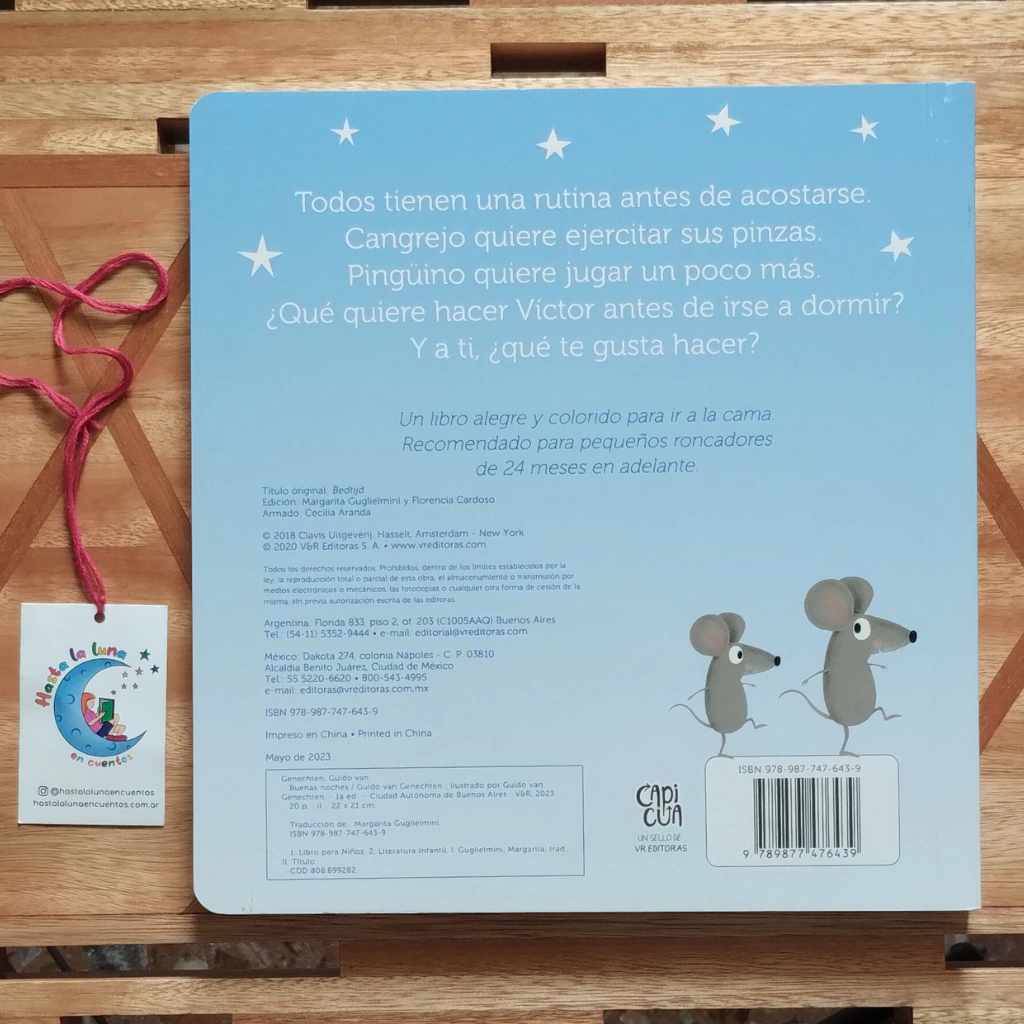 Todos tienen una rutina antes de acostarse.
Cangrejo quiere ejercitar sus pinzas.
Pingüino quiere jugar un poco más.
¿Qué quiere hacer Víctor antes de irse a dormir?
Y a ti, ¿qué te gusta hacer?
Un libro alegre y colorido para ir a la cama.
Recomendado para pequeños roncadores
de 24 meses en adelante.
Título original: Bedtijd
Edición: Margarita Guglielmini y Florencia Cardoso
Armado: Cecilia Aranda
© 2018 Clavis Uitgevenj, Hasselt, Amsterdam - New York
© 2020 V&R Editoras S. A. • www.vreditoras.com
Todos los derechos reservados. Prohibidos, dentro de los límites establecidos por la
ley, la reproducción total o parcial de esta obra, el almacenamiento o transmisión por
medios electrónicos o mecánicos, las fotocopias o cualquier otra forma de cesión de la
misma, sin previa autorización escrita de las editoras.
Argentina: Florida 833, piso 2, of. 203 (C1005AAQ) Buenos Aires
Tel.: (54-11) 5352-9444 • e-mail: editorial@vreditoras.com
México: Dakota 274, colonia Nápoles - C. P. 03810
Alcaldía Benito Juárez, Ciudad de México
Tel.: 55 5220-6620 • 800-543-4995
e-mail: editoras@vreditoras.com.mx
ISBN 978-987-747-643-9
Impreso en China • Printed in China
Mayo de 2023
Genechten, Guido van
Buenas noches / Guido van Genechten ; ilustrado por Guido van
Genechten. - 1a ed. - Ciudad Autónoma de Buenos Aires : V&R, 2023.
20 p. : il. ; 22 x 21 cm.
Traducción de: Margarita Guglielmini.
ISBN 978-987-747-643-9
1. Libro para Niños. 2. Literatura Infantil. I. Guglielmini, Margarita, trad.
II. Título.
CDD 808.899282
CAPICUA
UN SELLO DE
VR EDITORAS
ISBN 978-987-747-643-9
9 789877 476439
Hasta la luna
en cuentos
@hastalalunaencuentos
hastalalunaencuentos.com.ar